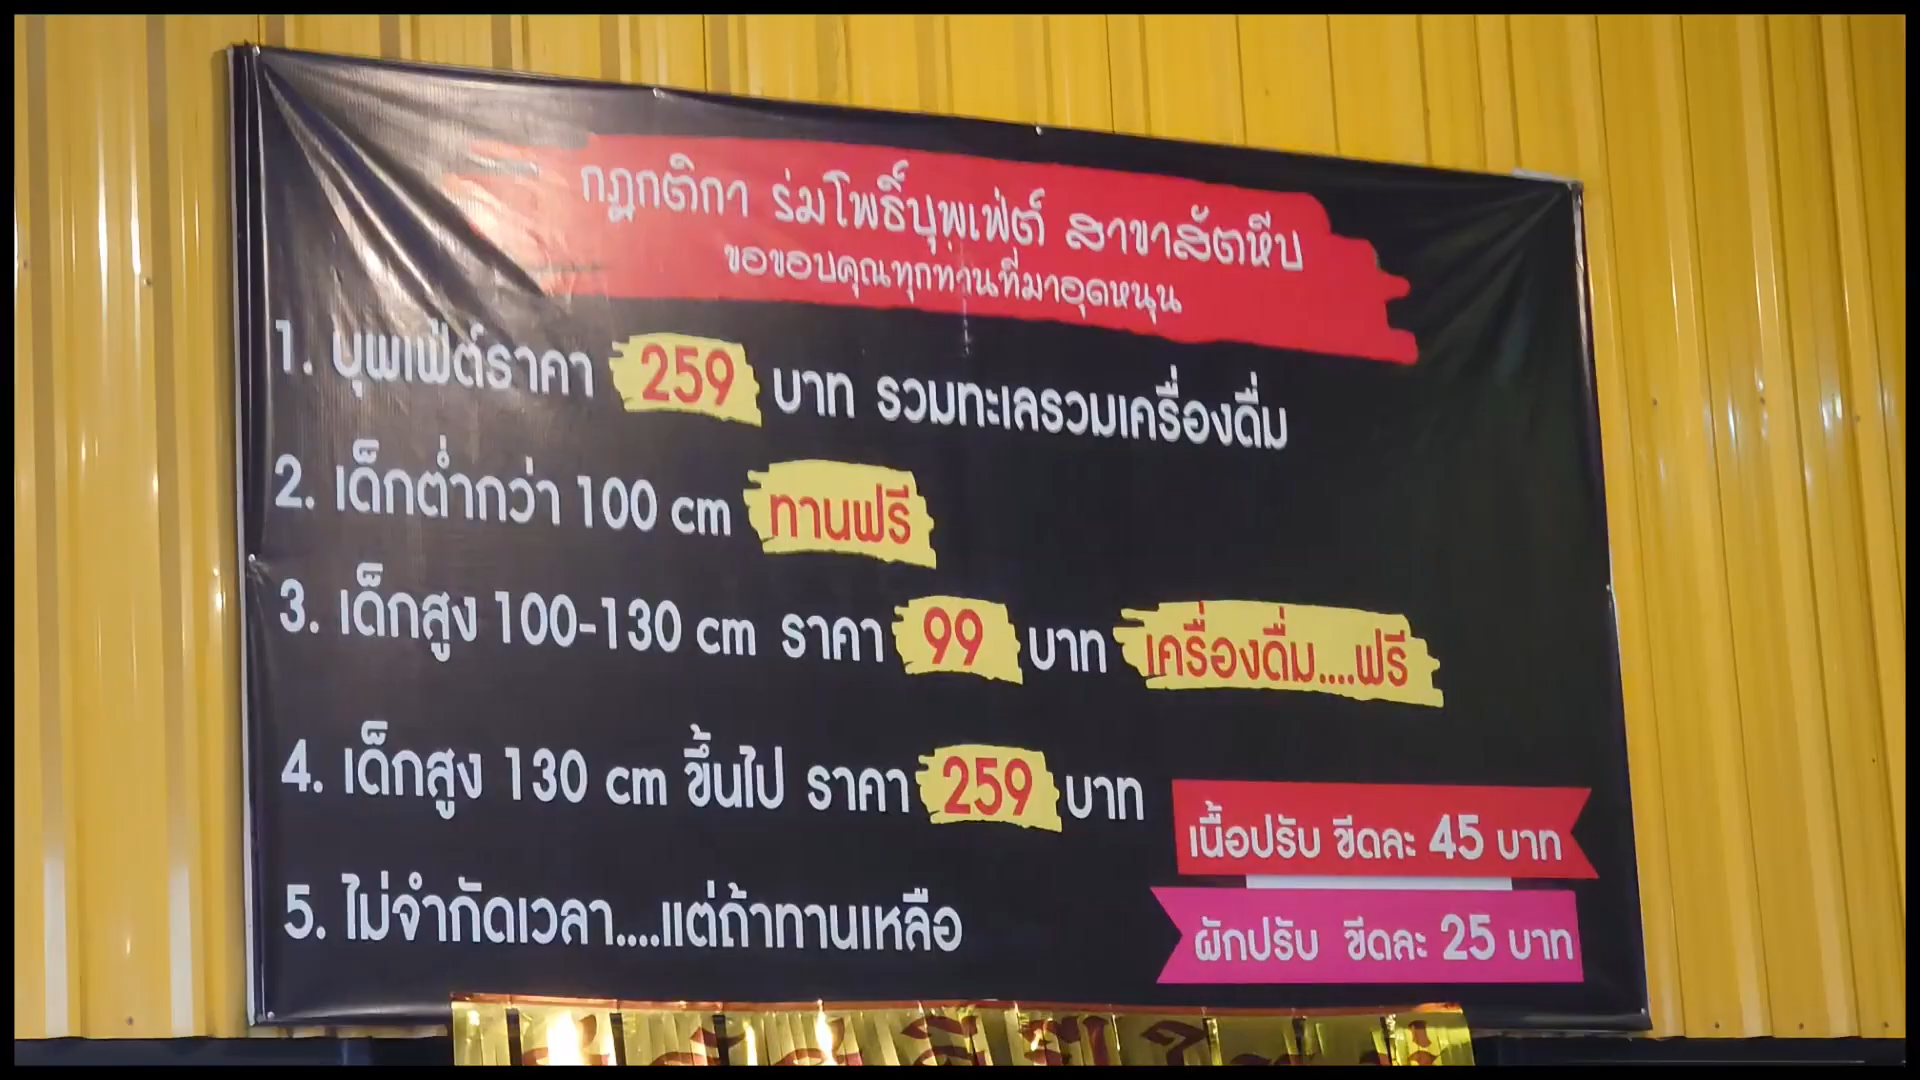 กฎกติกา ร่มโพธิ์บุพเฟ่ต์ สาขาสัตหีบ
ขอขอบคุณทุกท่านที่มาอุดหนุน
1. บุพเฟ่ต์ราคา 259 บาท รวมทะเลรวมเครื่องดื่ม
2. เด็กต่ำกว่า 100 cm ทานฟรี
3. เด็กสูง 100-130 cm ราคา 99 บาท เครื่องดื่ม....ฟรี
4. เด็กสูง 130 cm ขึ้นไป ราคา 259 บาท
5. ไม่จำกัดเวลา....แต่ถ้าทานเหลือ
เนื้อปรับ ขีดละ 45 บาท
ผักปรับ ขีดละ 25 บาท